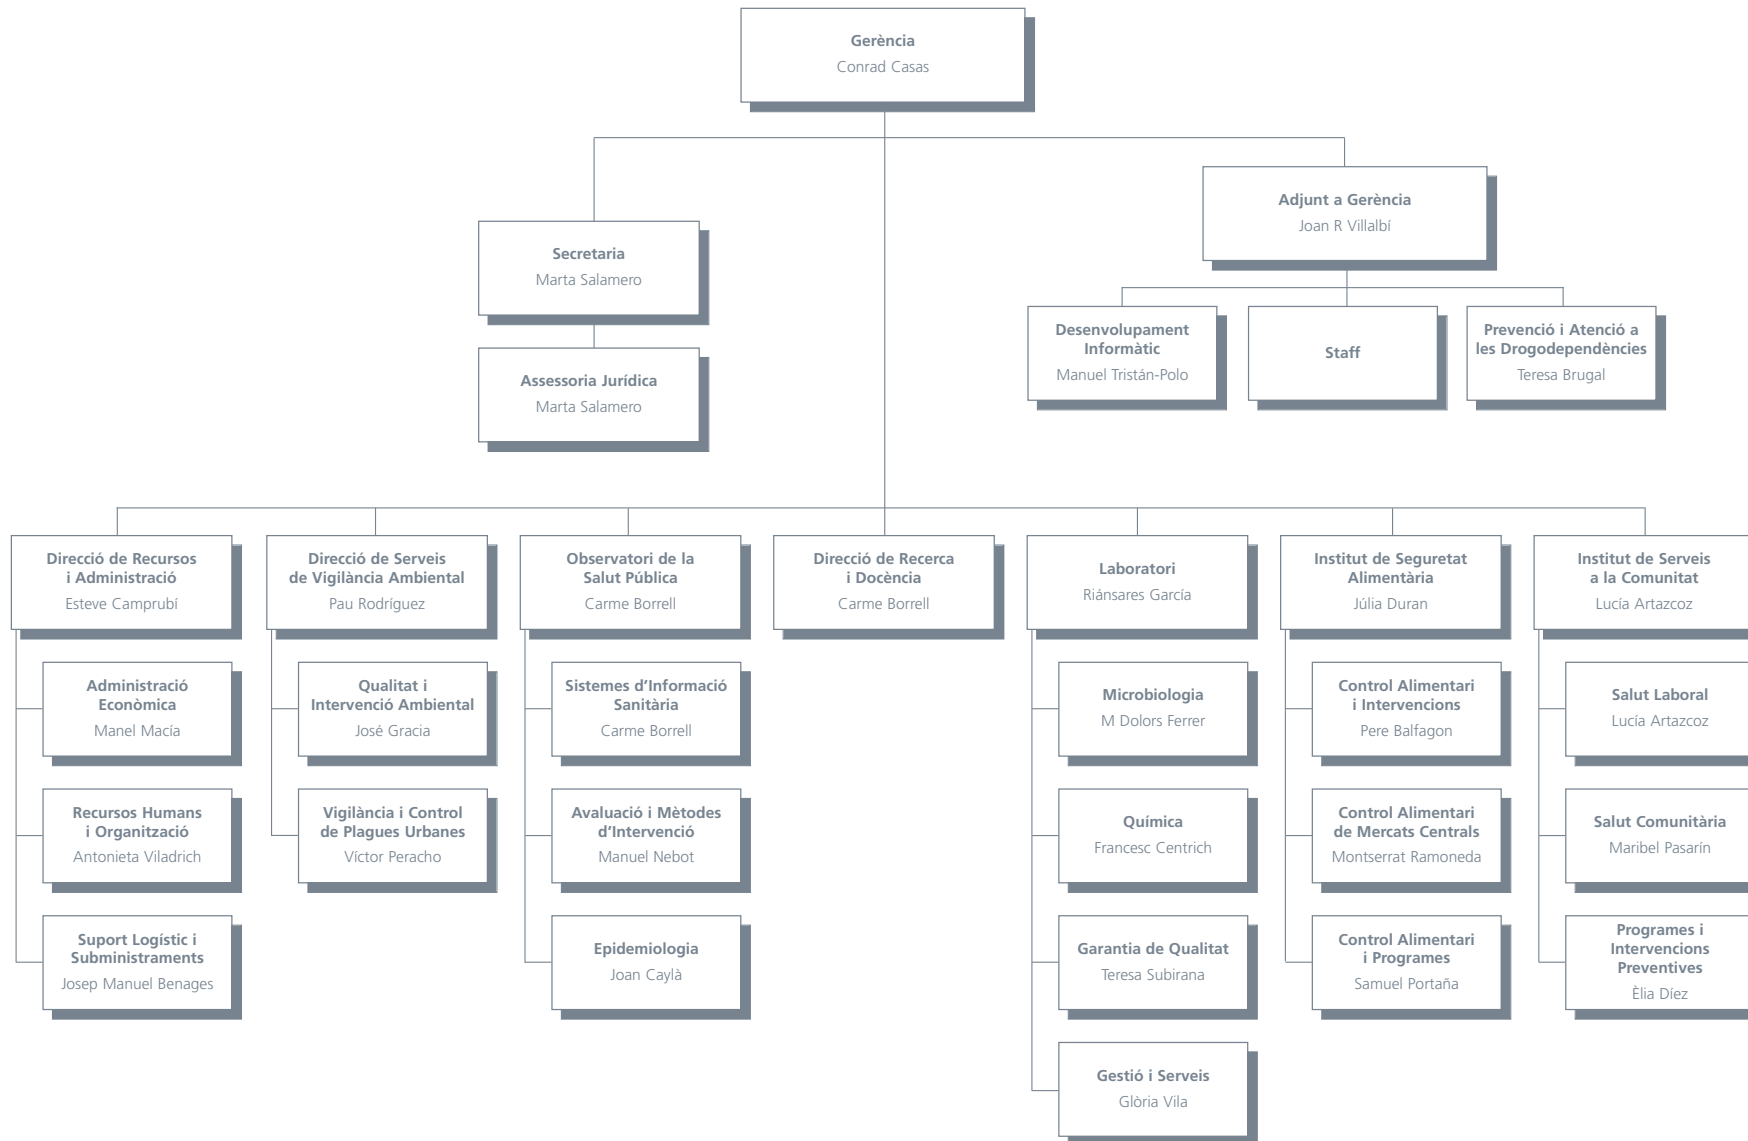 Gerència
Conrad Casas
Adjunt a Gerència
Joan R Villalbí
Secretaria
Marta Salamero
Assessoria Jurídica
Marta Salamero
Desenvolupament
Informàtic
Manuel Tristán-Polo
Staff
Prevenció i Atenció a
les Drogodependències
Teresa Brugal
Direcció de Recursos
i Administració
Esteve Camprubí
Administració
Econòmica
Manel Macía
Recursos Humans
i Organització
Antonieta Viladrich
Suport Logístic i
Subministraments
Josep Manuel Benages
Direcció de Serveis
de Vigilància Ambiental
Pau Rodríguez
Qualitat i
Intervenció Ambiental
José Gracia
Vigilància i Control
de Plagues Urbanes
Víctor Peracho
Observatori de la
Salut Pública
Carme Borrell
Sistemes d'Informació
Sanitària
Carme Borrell
Avaluació i Mètodes
d'Intervenció
Manuel Nebot
Epidemiologia
Joan Caylà
Direcció de Recerca
i Docència
Carme Borrell
Laboratori
Riánsares García
Microbiologia
M Dolors Ferrer
Química
Francesc Centrich
Garantia de Qualitat
Teresa Subirana
Gestió i Serveis
Glòria Vila
Institut de Seguretat
Alimentària
Júlia Duran
Control Alimentari
i Intervencions
Pere Balfagon
Control Alimentari
de Mercats Centrals
Montserrat Ramoneda
Control Alimentari
i Programes
Samuel Portaña
Institut de Serveis
a la Comunitat
Lucía Artazcoz
Salut Laboral
Lucía Artazcoz
Salut Comunitària
Maribel Pasarín
Programes i
Intervencions
Preventives
Èlia Díez